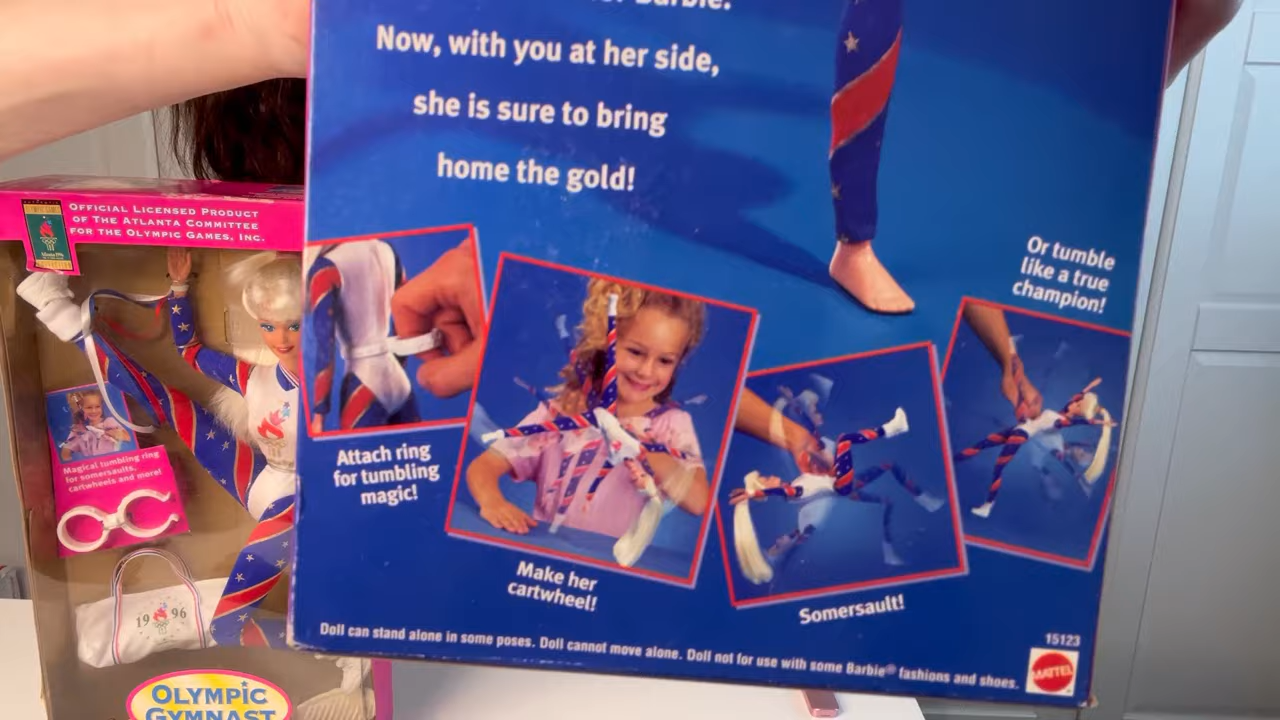 Barbie.
Now, with you at her side,
she is sure to bring
home the gold!
OFFICIAL LICENSED PRODUCT
OF THE ATLANTA COMMITTEE
FOR THE OLYMPIC GAMES, INC.
Or tumble
like a true
champion!
Attach ring
for tumbling
magic!
Magical tumbling ring
for somersaults,
cartwheels and more!
Make her
cartwheel!
Somersault!
1996
Doll can stand alone in some poses. Doll cannot move alone. Doll not for use with some Barbie® fashions and shoes.
15123
MATTEL
OLYMPIC
GYMNAST